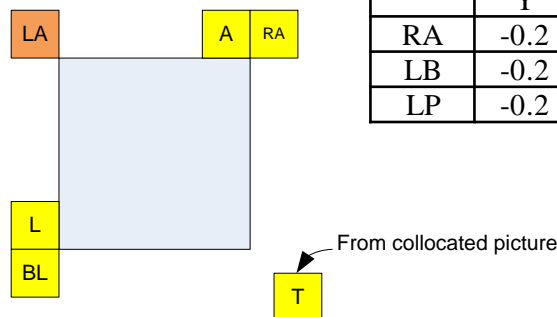 LA A RA
L
BL
T
From collocated picture
Y
RA -0.2
LB -0.2
LP -0.2